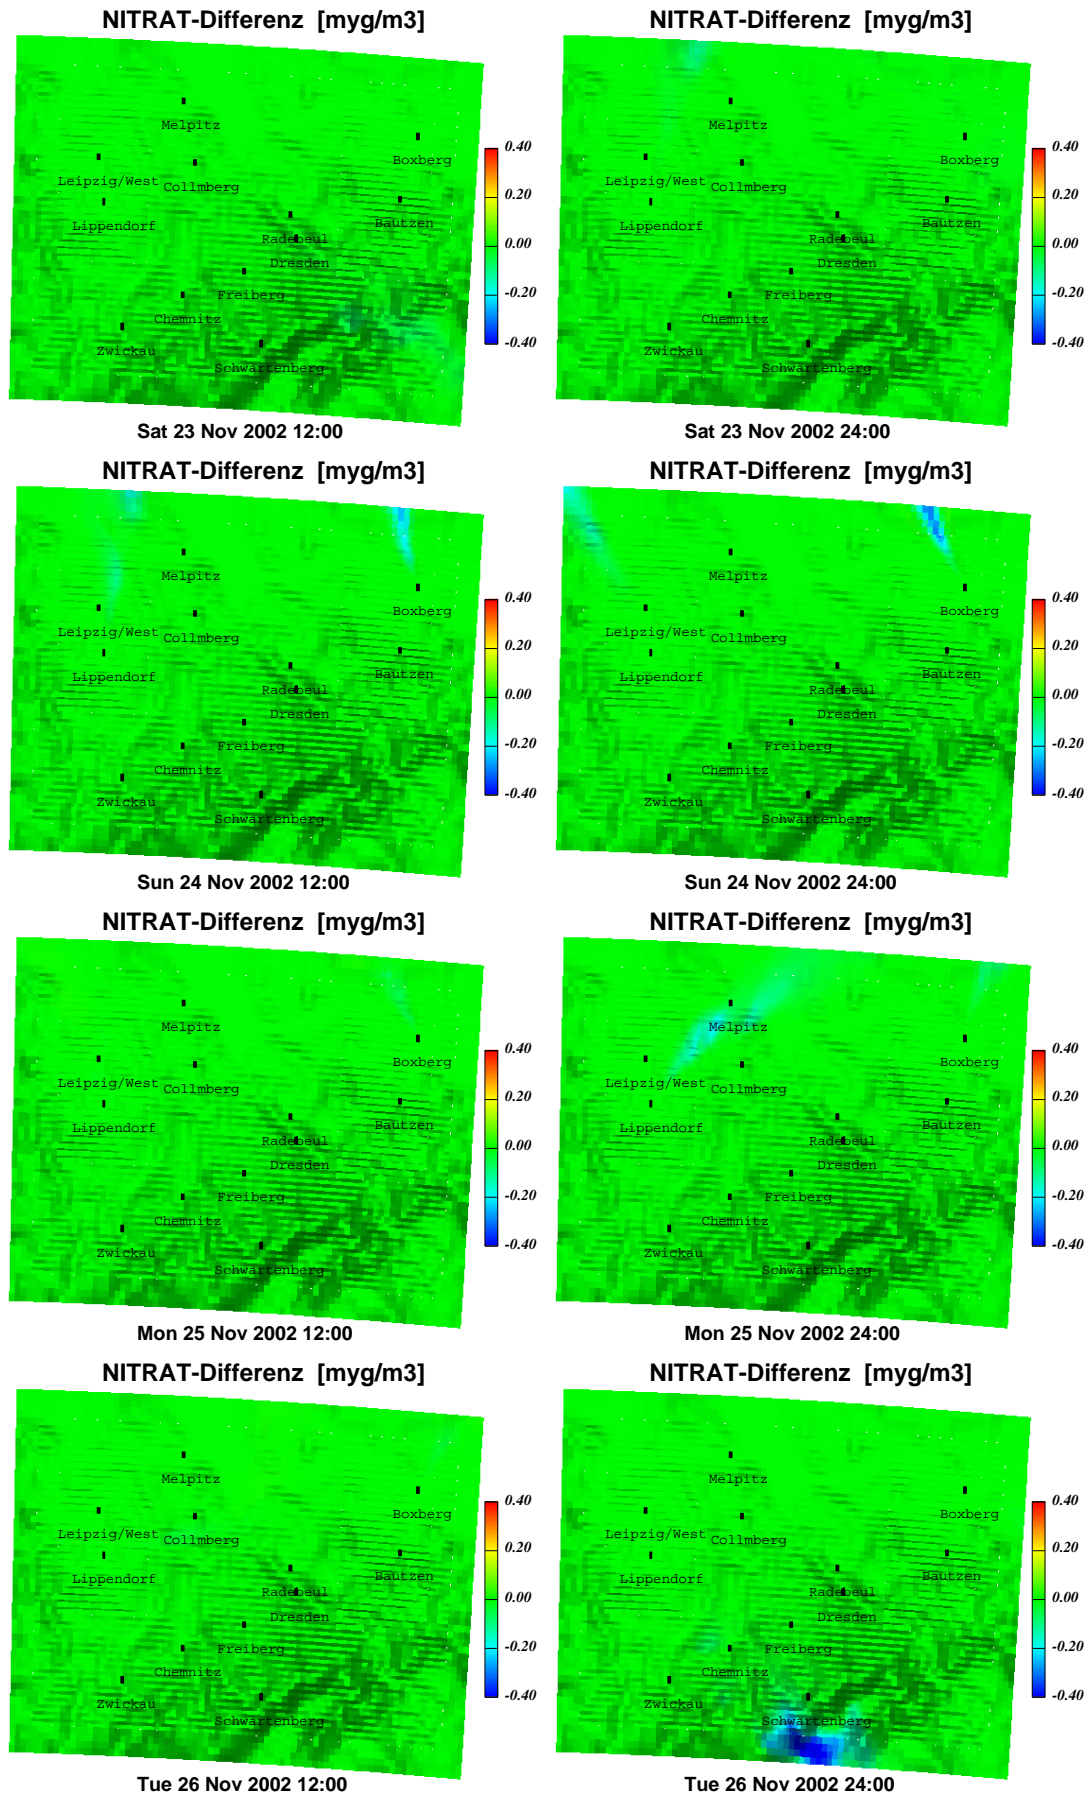 NITRAT-Differenz [myg/m3]
Melpitz
Boxberg
Leipzig/West
Collmberg
Lippendorf
Bautzen
Radebeul
Dresden
Freiberg
Chemnitz
Zwickau
Schwartenberg
0.40
0.20
0.00
-0.20
-0.40
Sat 23 Nov 2002 12:00
NITRAT-Differenz [myg/m3]
Melpitz
Boxberg
Leipzig/West
Collmberg
Lippendorf
Bautzen
Radebeul
Dresden
Freiberg
Chemnitz
Zwickau
Schwartenberg
0.40
0.20
0.00
-0.20
-0.40
Sat 23 Nov 2002 24:00
NITRAT-Differenz [myg/m3]
Melpitz
Boxberg
Leipzig/West
Collmberg
Lippendorf
Bautzen
Radebeul
Dresden
Freiberg
Chemnitz
Zwickau
Schwartenberg
0.40
0.20
0.00
-0.20
-0.40
Sun 24 Nov 2002 12:00
NITRAT-Differenz [myg/m3]
Melpitz
Boxberg
Leipzig/West
Collmberg
Lippendorf
Bautzen
Radebeul
Dresden
Freiberg
Chemnitz
Zwickau
Schwartenberg
0.40
0.20
0.00
-0.20
-0.40
Sun 24 Nov 2002 24:00
NITRAT-Differenz [myg/m3]
Melpitz
Boxberg
Leipzig/West
Collmberg
Lippendorf
Bautzen
Radebeul
Dresden
Freiberg
Chemnitz
Zwickau
Schwartenberg
0.40
0.20
0.00
-0.20
-0.40
Mon 25 Nov 2002 12:00
NITRAT-Differenz [myg/m3]
Melpitz
Boxberg
Leipzig/West
Collmberg
Lippendorf
Bautzen
Radebeul
Dresden
Freiberg
Chemnitz
Zwickau
Schwartenberg
0.40
0.20
0.00
-0.20
-0.40
Mon 25 Nov 2002 24:00
NITRAT-Differenz [myg/m3]
Melpitz
Boxberg
Leipzig/West
Collmberg
Lippendorf
Bautzen
Radebeul
Dresden
Freiberg
Chemnitz
Zwickau
Schwartenberg
0.40
0.20
0.00
-0.20
-0.40
Tue 26 Nov 2002 12:00
NITRAT-Differenz [myg/m3]
Melpitz
Boxberg
Leipzig/West
Collmberg
Lippendorf
Bautzen
Radebeul
Dresden
Freiberg
Chemnitz
Zwickau
Schwartenberg
0.40
0.20
0.00
-0.20
-0.40
Tue 26 Nov 2002 24:00